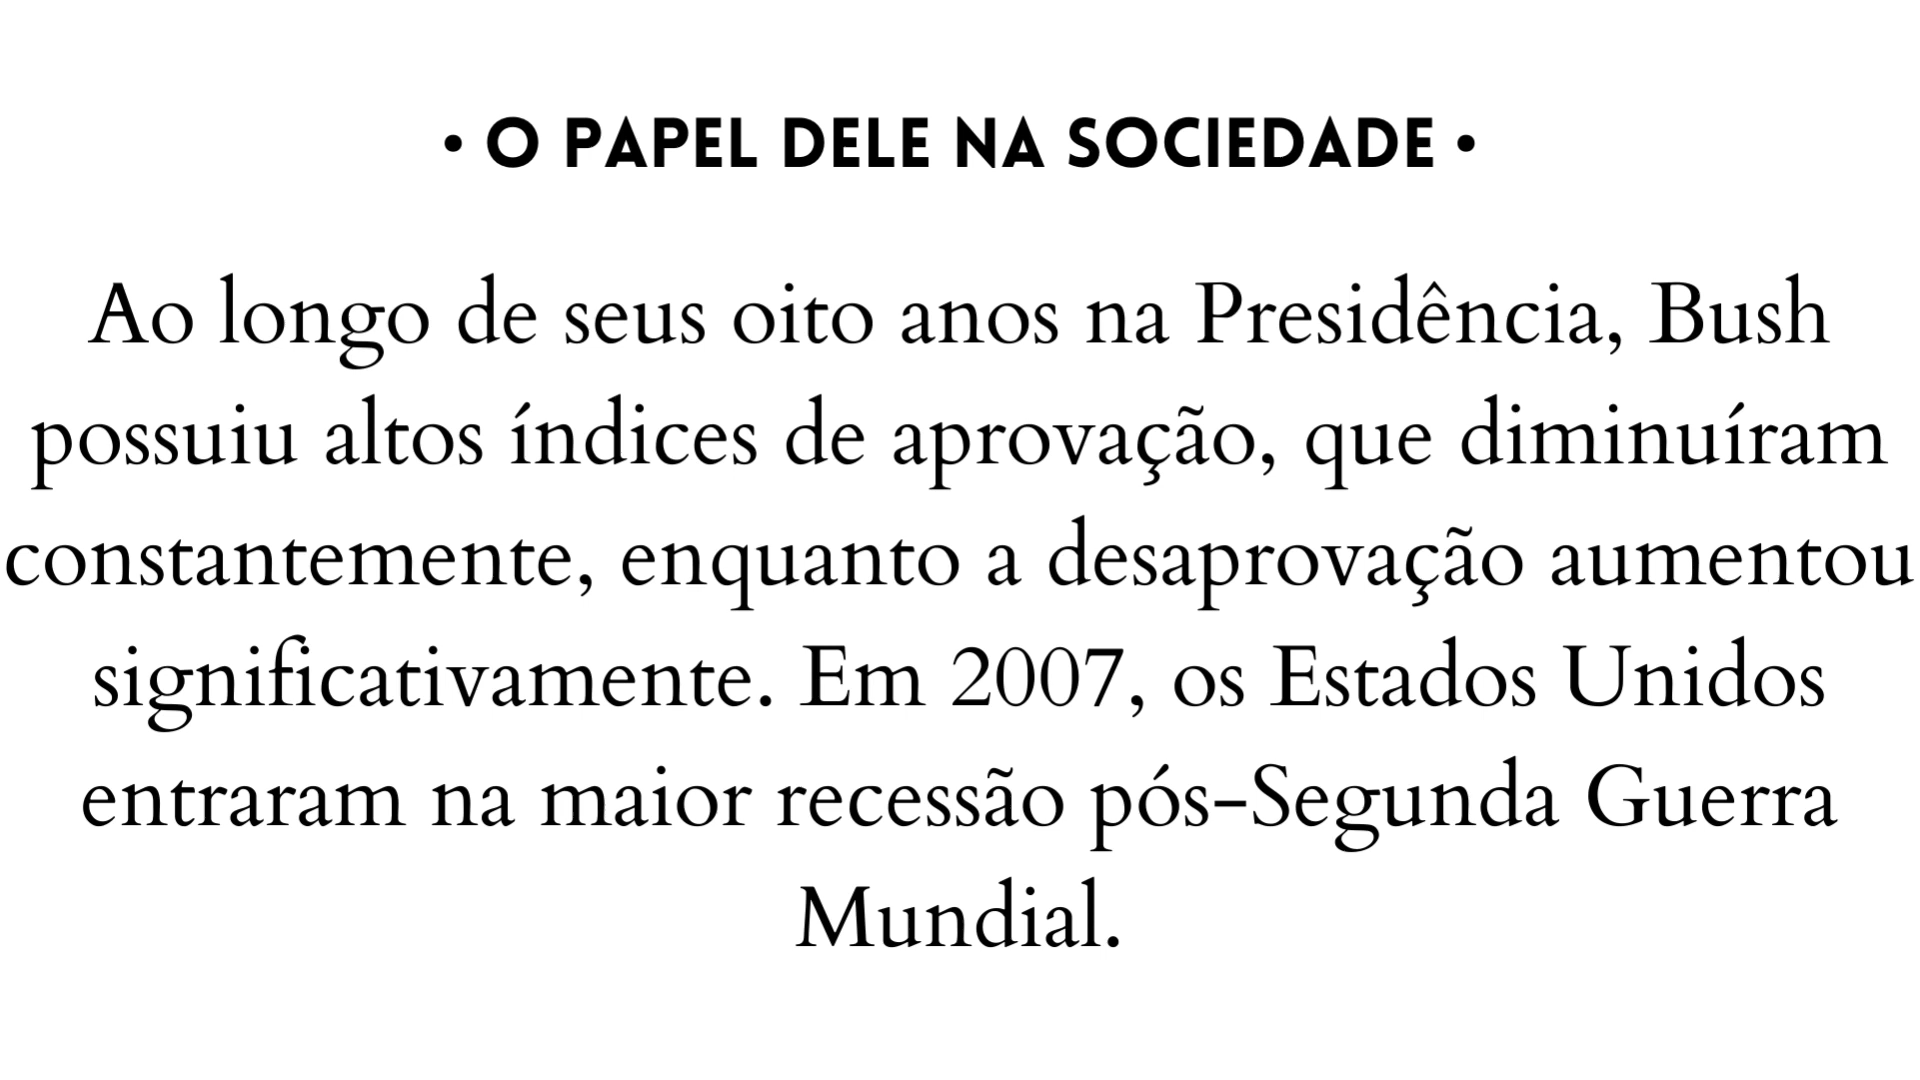 • O PAPEL DELE NA SOCIEDADE •
Ao longo de seus oito anos na Presidência, Bush
possuiu altos índices de aprovação, que diminuíram
constantemente, enquanto a desaprovação aumentou
significativamente. Em 2007, os Estados Unidos
entraram na maior recessão pós-Segunda Guerra
Mundial.